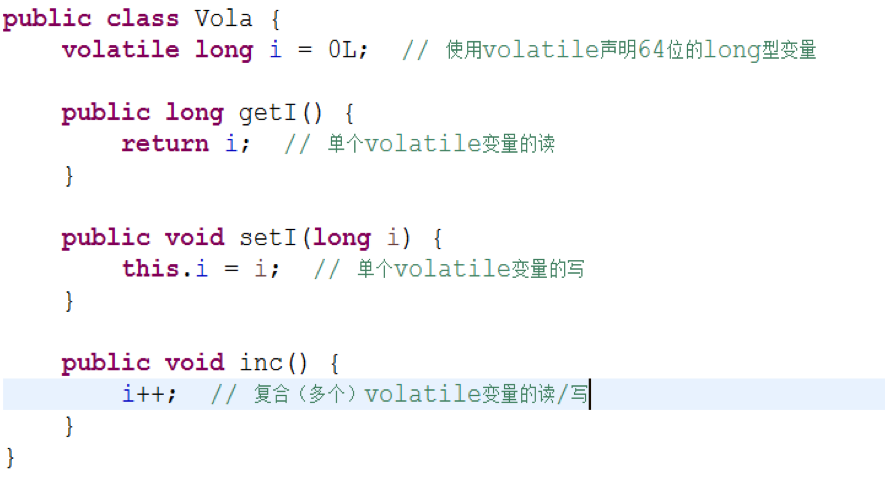 public class Vola {
volatile long i = 0L;  // 使用volatile声明64位的long型变量
public long getI() {
return i;  // 单个volatile变量的读
}
public void setI(long i) {
this.i = i;  // 单个volatile变量的写
}
public void inc() {
i++;  // 复合（多个）volatile变量的读/写
}
}